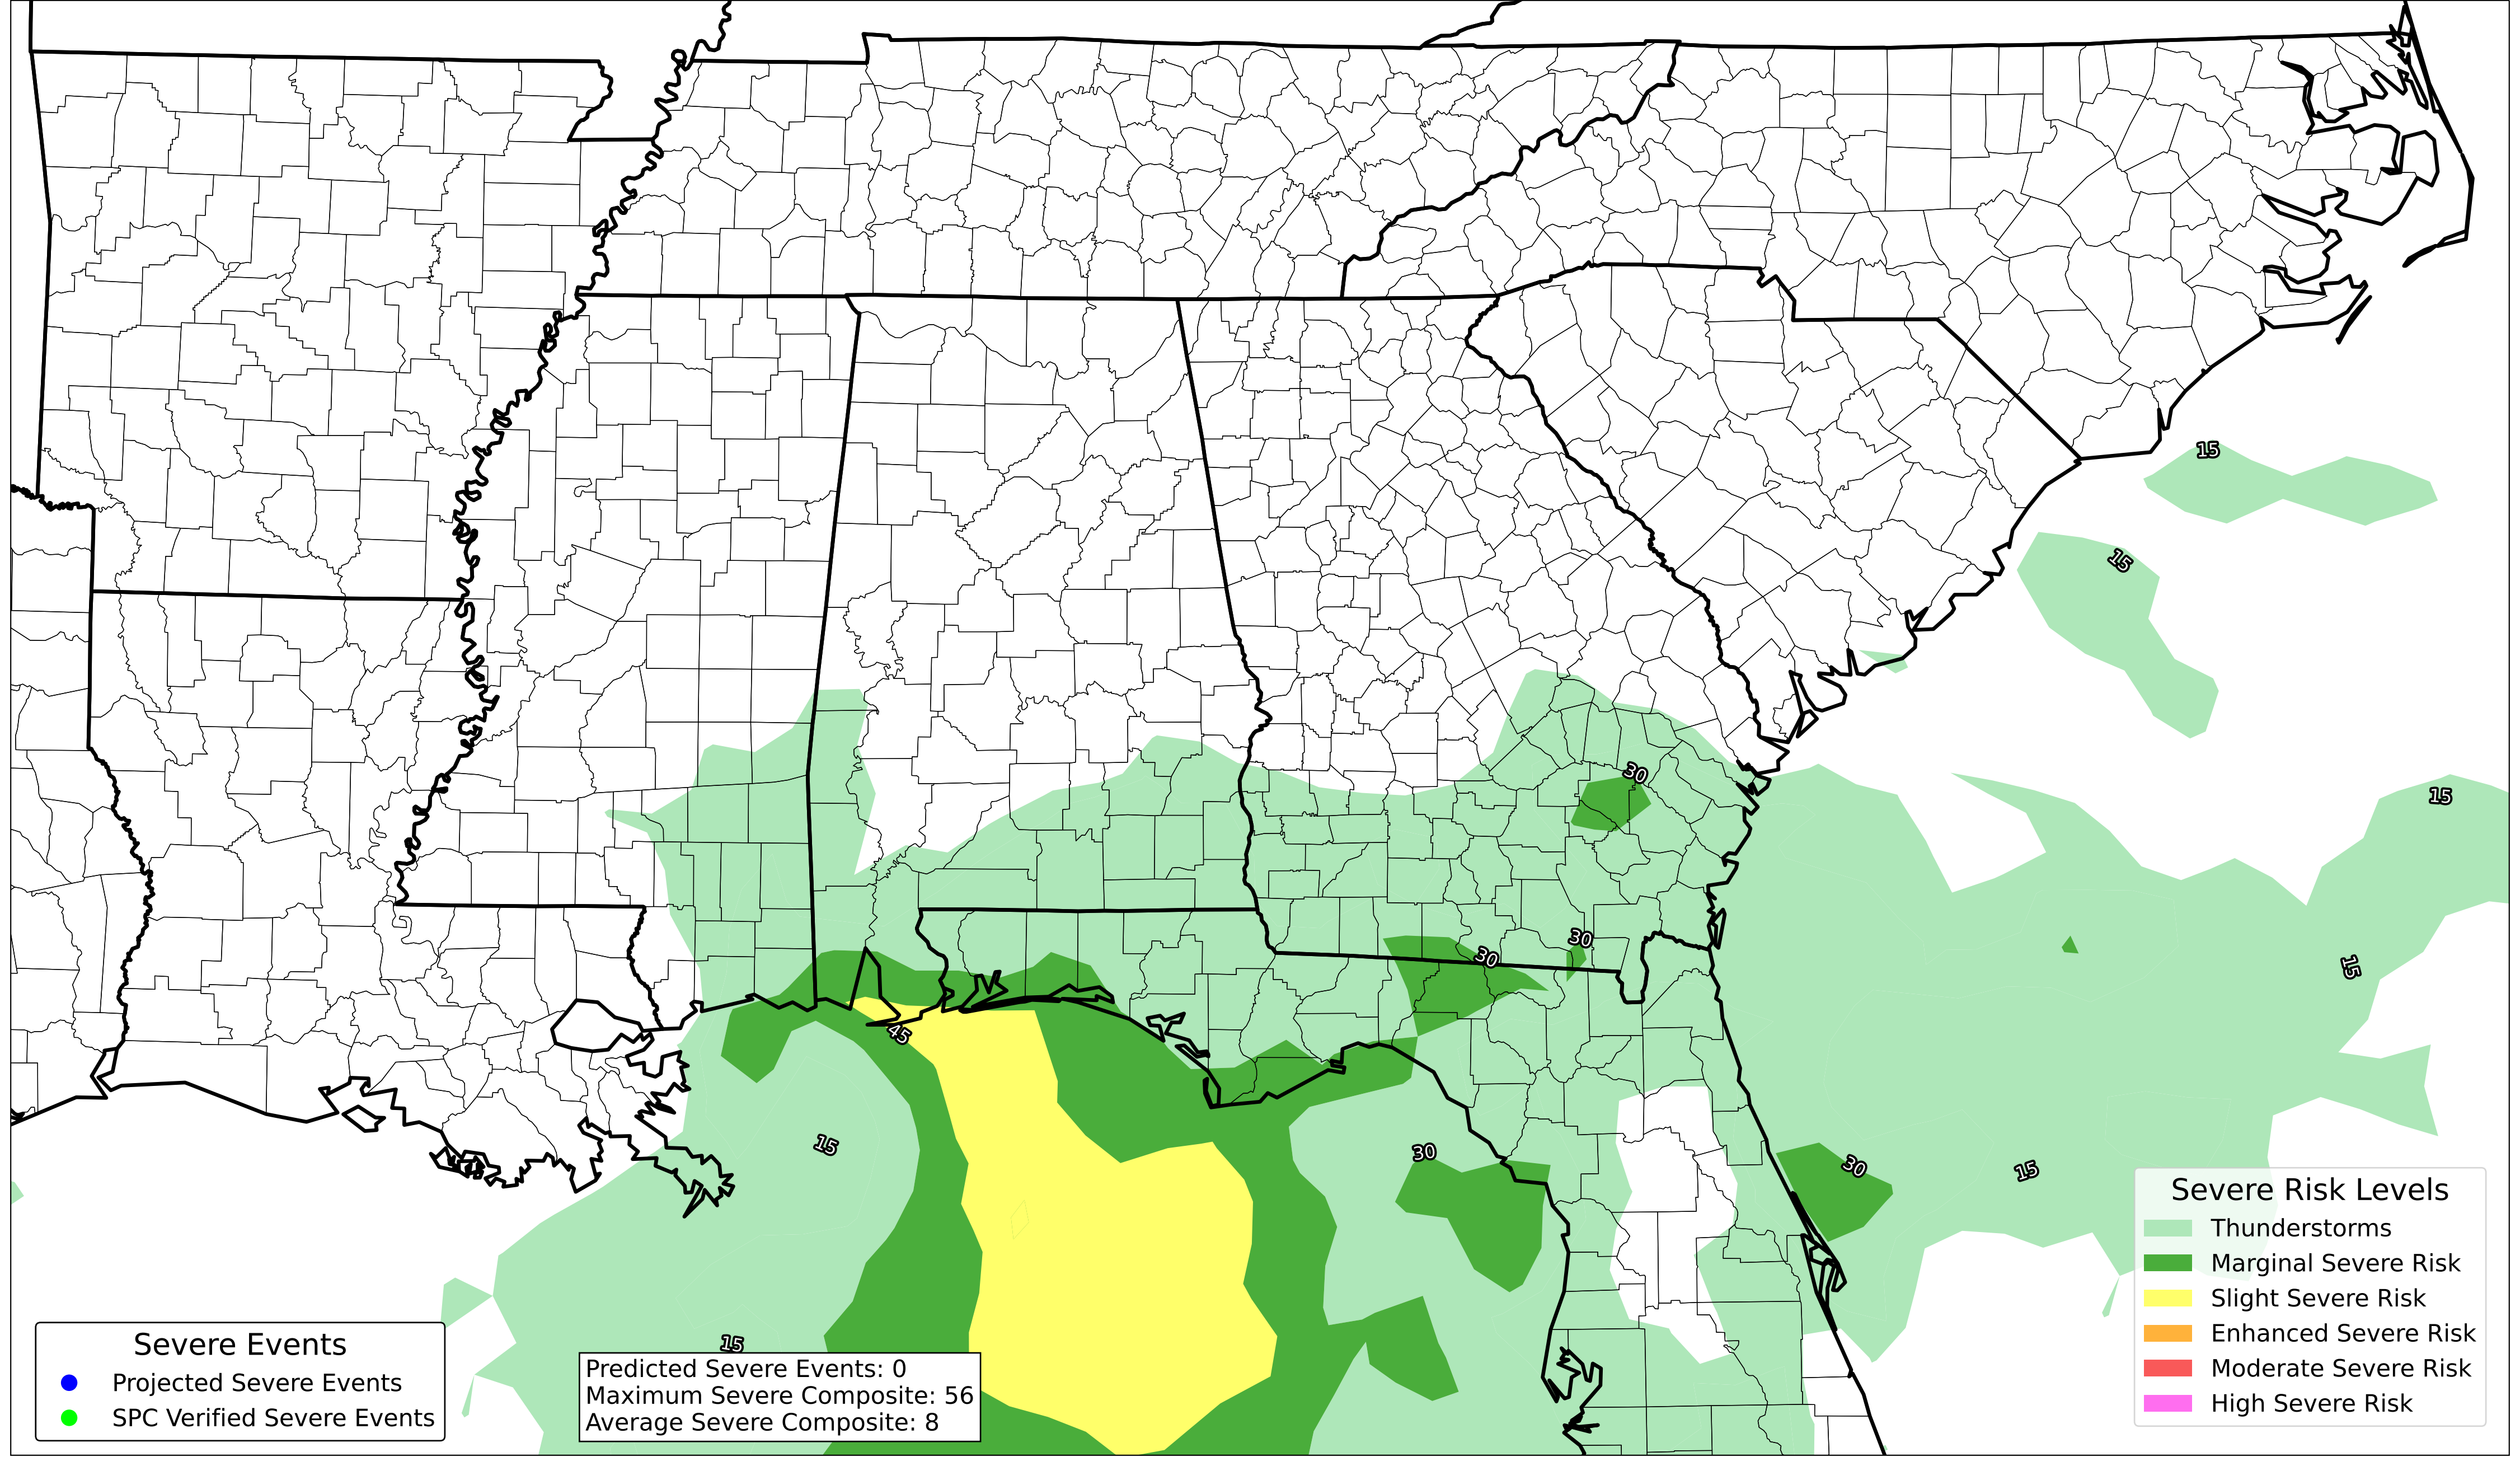 15
15
30
15
30
30
15
45
15
30
30
15
15
Severe Risk Levels
Thunderstorms
Marginal Severe Risk
Slight Severe Risk
Enhanced Severe Risk
Moderate Severe Risk
High Severe Risk
Severe Events
Projected Severe Events
SPC Verified Severe Events
Predicted Severe Events: 0
Maximum Severe Composite: 56
Average Severe Composite: 8